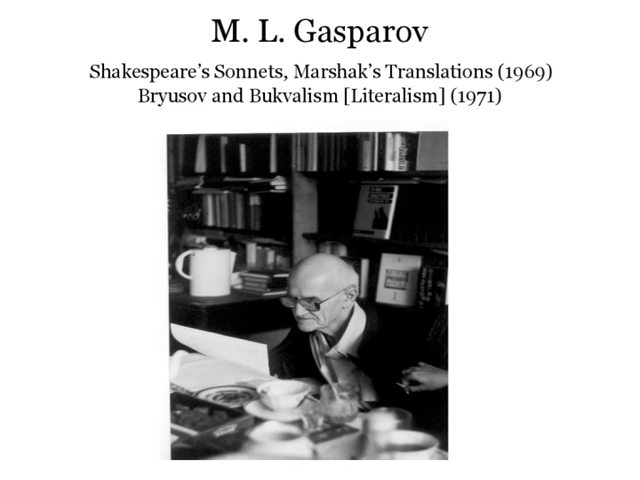 M. L. Gasparov
Shakespeare’s Sonnets, Marshak’s Translations (1969)
Bryusov and Bukvalism [Literalism] (1971)